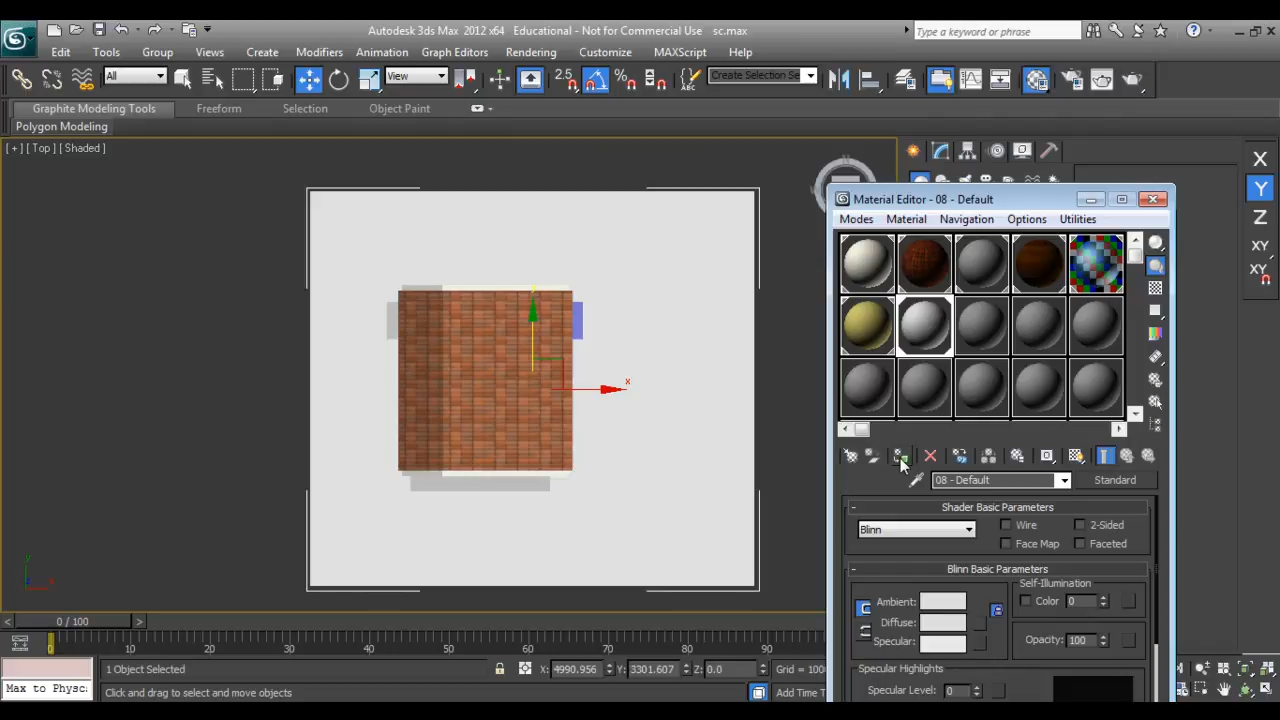 Autodesk 3ds Max 2012 x64 Educational - Not for Commercial Use sc.max
Type a keyword or phrase
Edit Tools Group Views Create Modifiers Animation Graph Editors Rendering Customize MAXScript Help
All View 2.5 Create Selection Se
Graphite Modeling Tools Freeform Selection Object Paint
Polygon Modeling
[ + ] [ Top ] [ Shaded ]
X
Y
Z
XY
XY
Material Editor - 08 - Default
Modes Material Navigation Options Utilities
y
x
08 - Default Standard
- Shader Basic Parameters
Blinn Wire 2-Sided
Face Map Faceted
- Blinn Basic Parameters
Self-Illumination
Ambient: Color 0
Diffuse:
Specular: Opacity: 100
Specular Highlights
Specular Level: 0
y
x
< 0 / 100 >
0 10 20 30 40 50 60 70 80 90
1 Object Selected X: 4990.956 Y: 3301.607 Z: 0.0 Grid = 1000
Max to Physc
Click and drag to select and move objects Add Time T